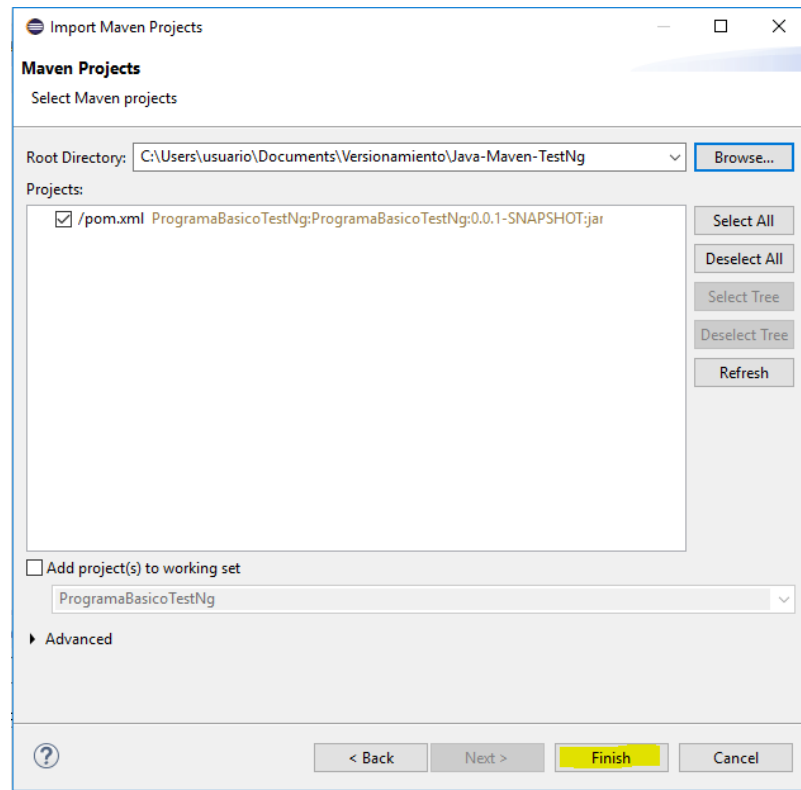 Import Maven Projects
Maven Projects
Select Maven projects
Root Directory: C:\Users\usuario\Documents\Versionamiento\Java-Maven-TestNg Browse...
Projects:
/pom.xml ProgramaBasicoTestNg:ProgramaBasicoTestNg:0.0.1-SNAPSHOT:jar
Select All
Deselect All
Select Tree
Deselect Tree
Refresh
Add project(s) to working set
ProgramaBasicoTestNg
Advanced
? < Back Next > Finish Cancel